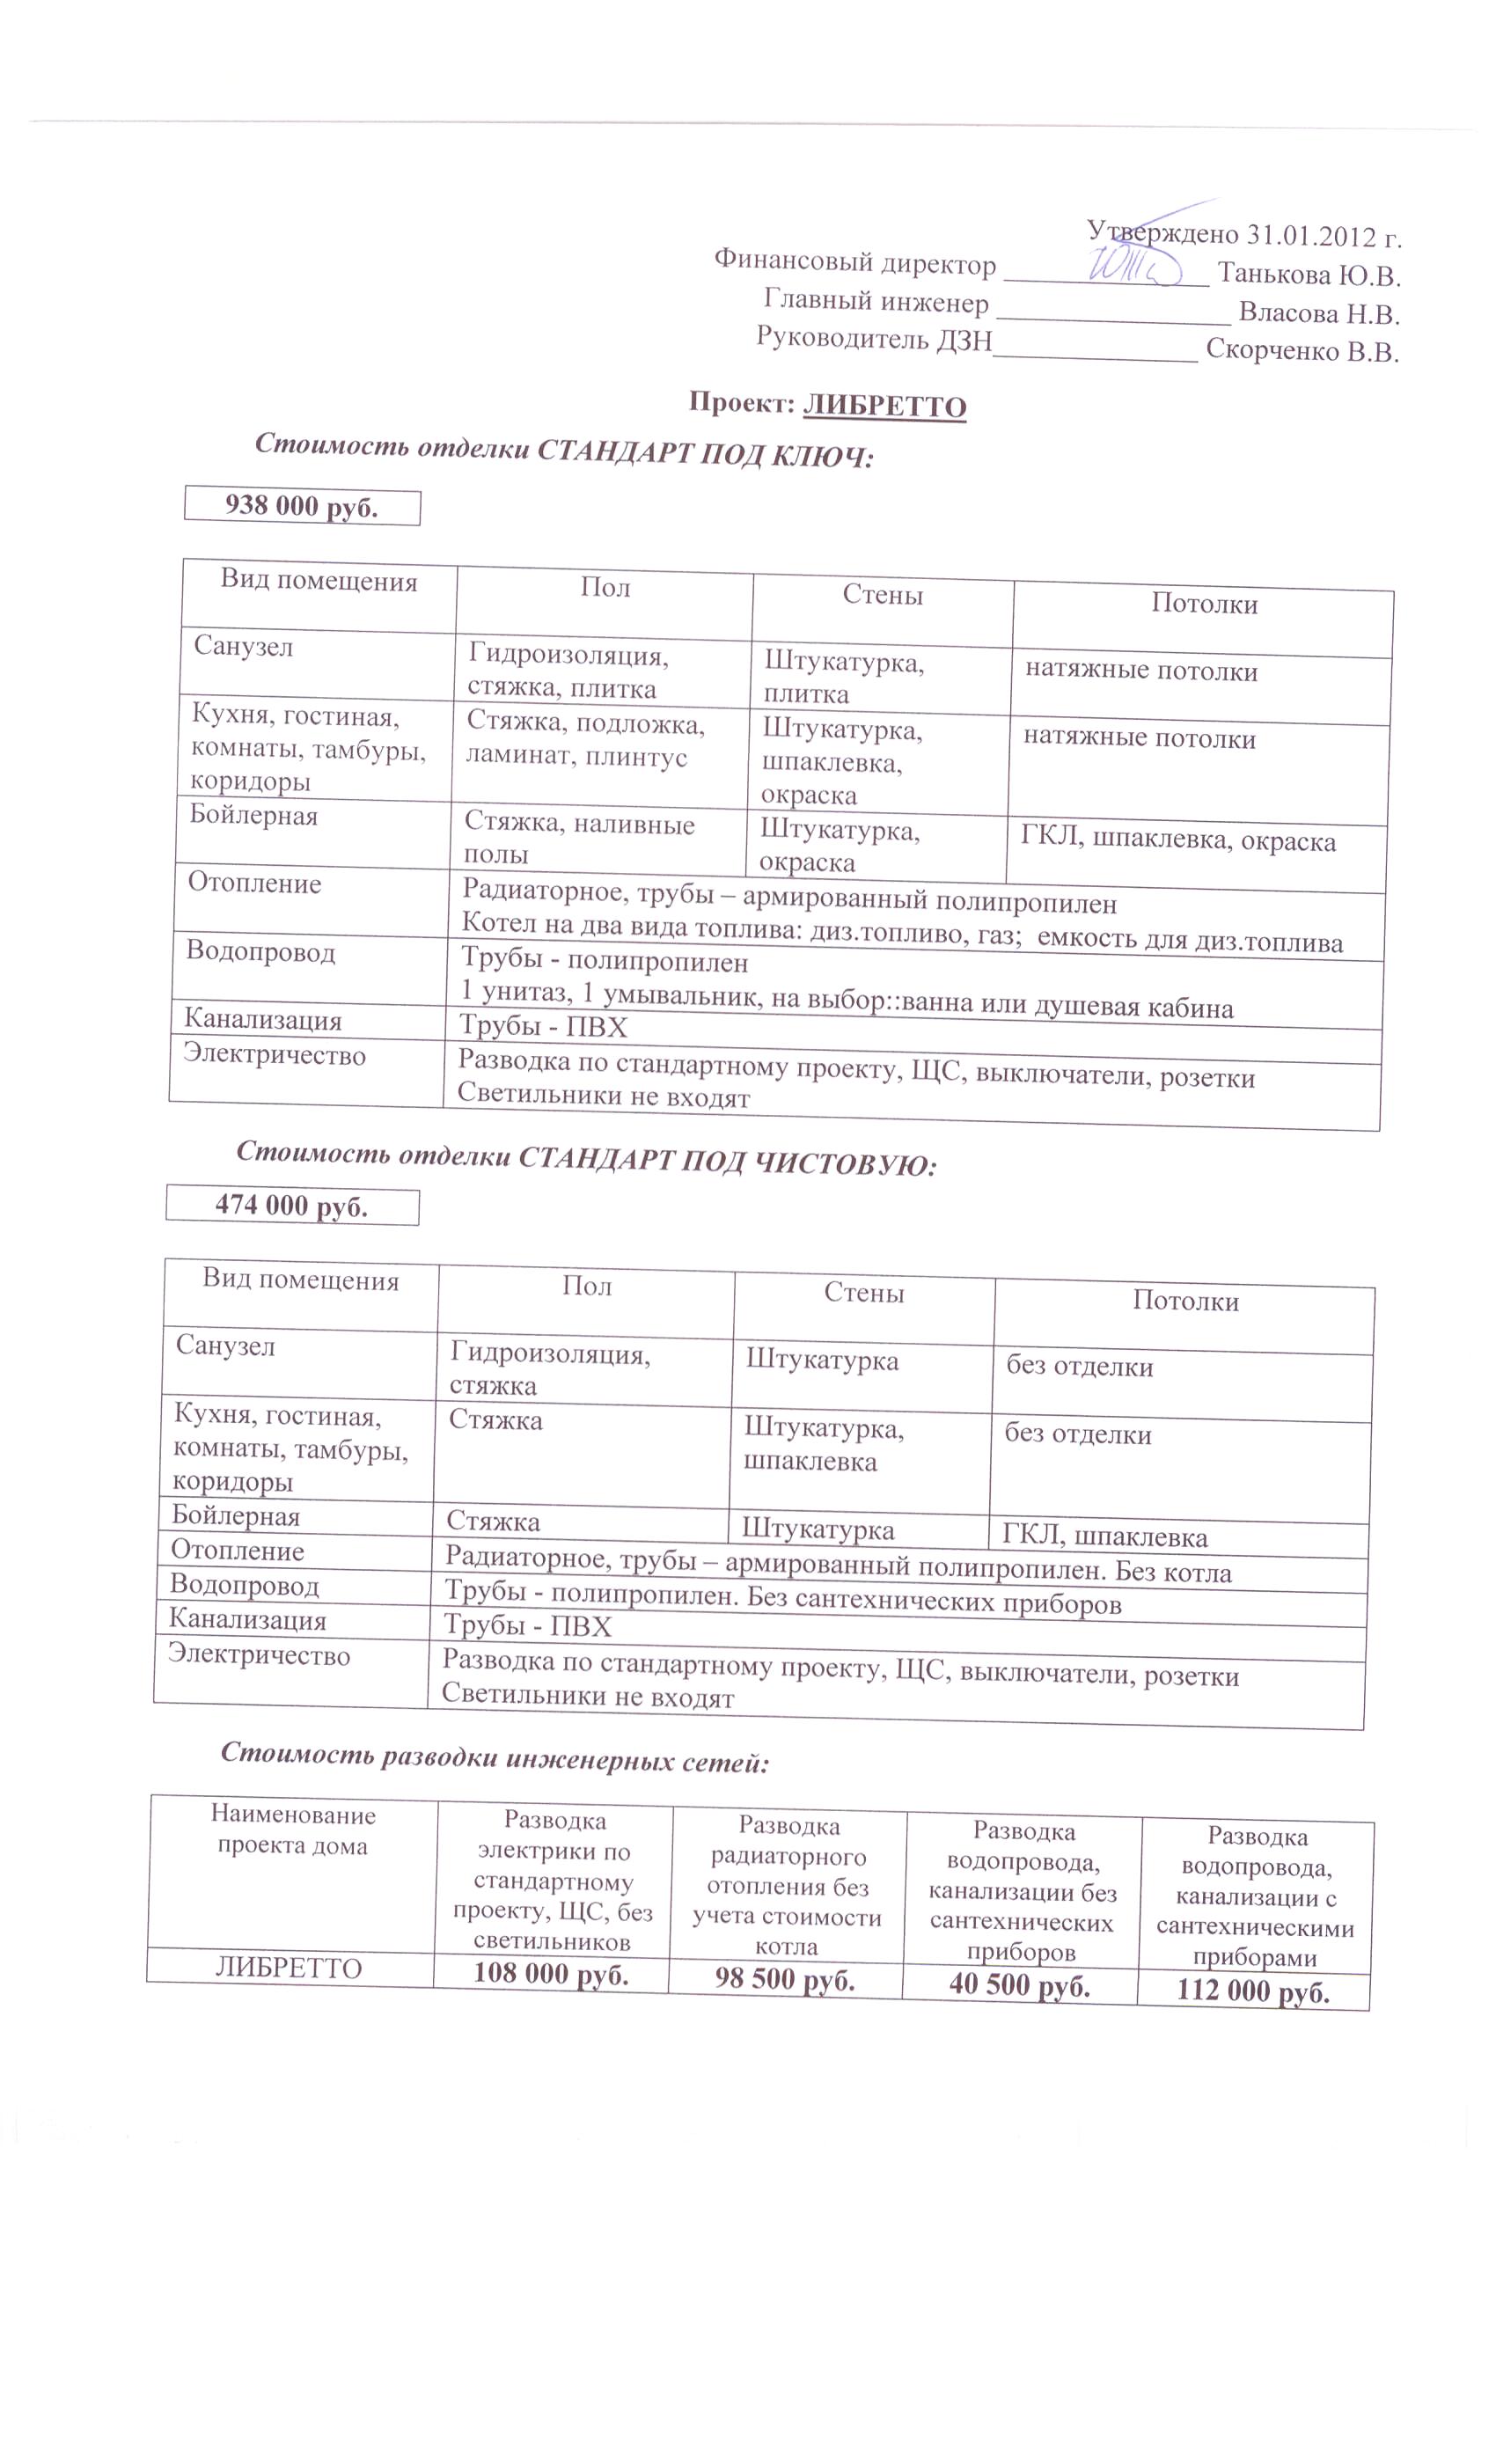 Утверждено 31.01.2012 г.
Финансовый директор ______________ Танькова Ю.В.
Главный инженер ________________ Власова Н.В.
Руководитель ДЗН______________ Скорченко В.В.
Проект: ЛИБРЕТТО
Стоимость отделки СТАНДАРТ ПОД КЛЮЧ:
938 000 руб.
Вид помещения Пол Стены Потолки
Санузел Гидроизоляция, Штукатурка, натяжные потолки
стяжка, плитка плитка
Кухня, гостиная, Стяжка, подложка, Штукатурка, натяжные потолки
комнаты, тамбуры, ламинат, плинтус шпаклевка,
коридоры окраска
Бойлерная Стяжка, наливные Штукатурка, ГКЛ, шпаклевка, окраска
полы окраска
Отопление Радиаторное, трубы – армированный полипропилен
Котел на два вида топлива: диз.топливо, газ; емкость для диз.топлива
Водопровод Трубы - полипропилен
1 унитаз, 1 умывальник, на выбор::ванна или душевая кабина
Канализация Трубы - ПВХ
Электричество Разводка по стандартному проекту, ЩС, выключатели, розетки
Светильники не входят
Стоимость отделки СТАНДАРТ ПОД ЧИСТОВУЮ:
474 000 руб.
Вид помещения Пол Стены Потолки
Санузел Гидроизоляция, Штукатурка без отделки
стяжка
Кухня, гостиная, Стяжка Штукатурка, без отделки
комнаты, тамбуры, шпаклевка
коридоры
Бойлерная Стяжка Штукатурка ГКЛ, шпаклевка
Отопление Радиаторное, трубы – армированный полипропилен. Без котла
Водопровод Трубы - полипропилен. Без сантехнических приборов
Канализация Трубы - ПВХ
Электричество Разводка по стандартному проекту, ЩС, выключатели, розетки
Светильники не входят
Стоимость разводки инженерных сетей:
Наименование Разводка Разводка Разводка Разводка
проекта дома электрики по радиаторного водопровода, водопровода,
стандартному отопления без канализации без канализации с
проекту, ЩС, без учета стоимости сантехнических сантехническими
светильников котла приборов приборами
ЛИБРЕТТО 108 000 руб. 98 500 руб. 40 500 руб. 112 000 руб.